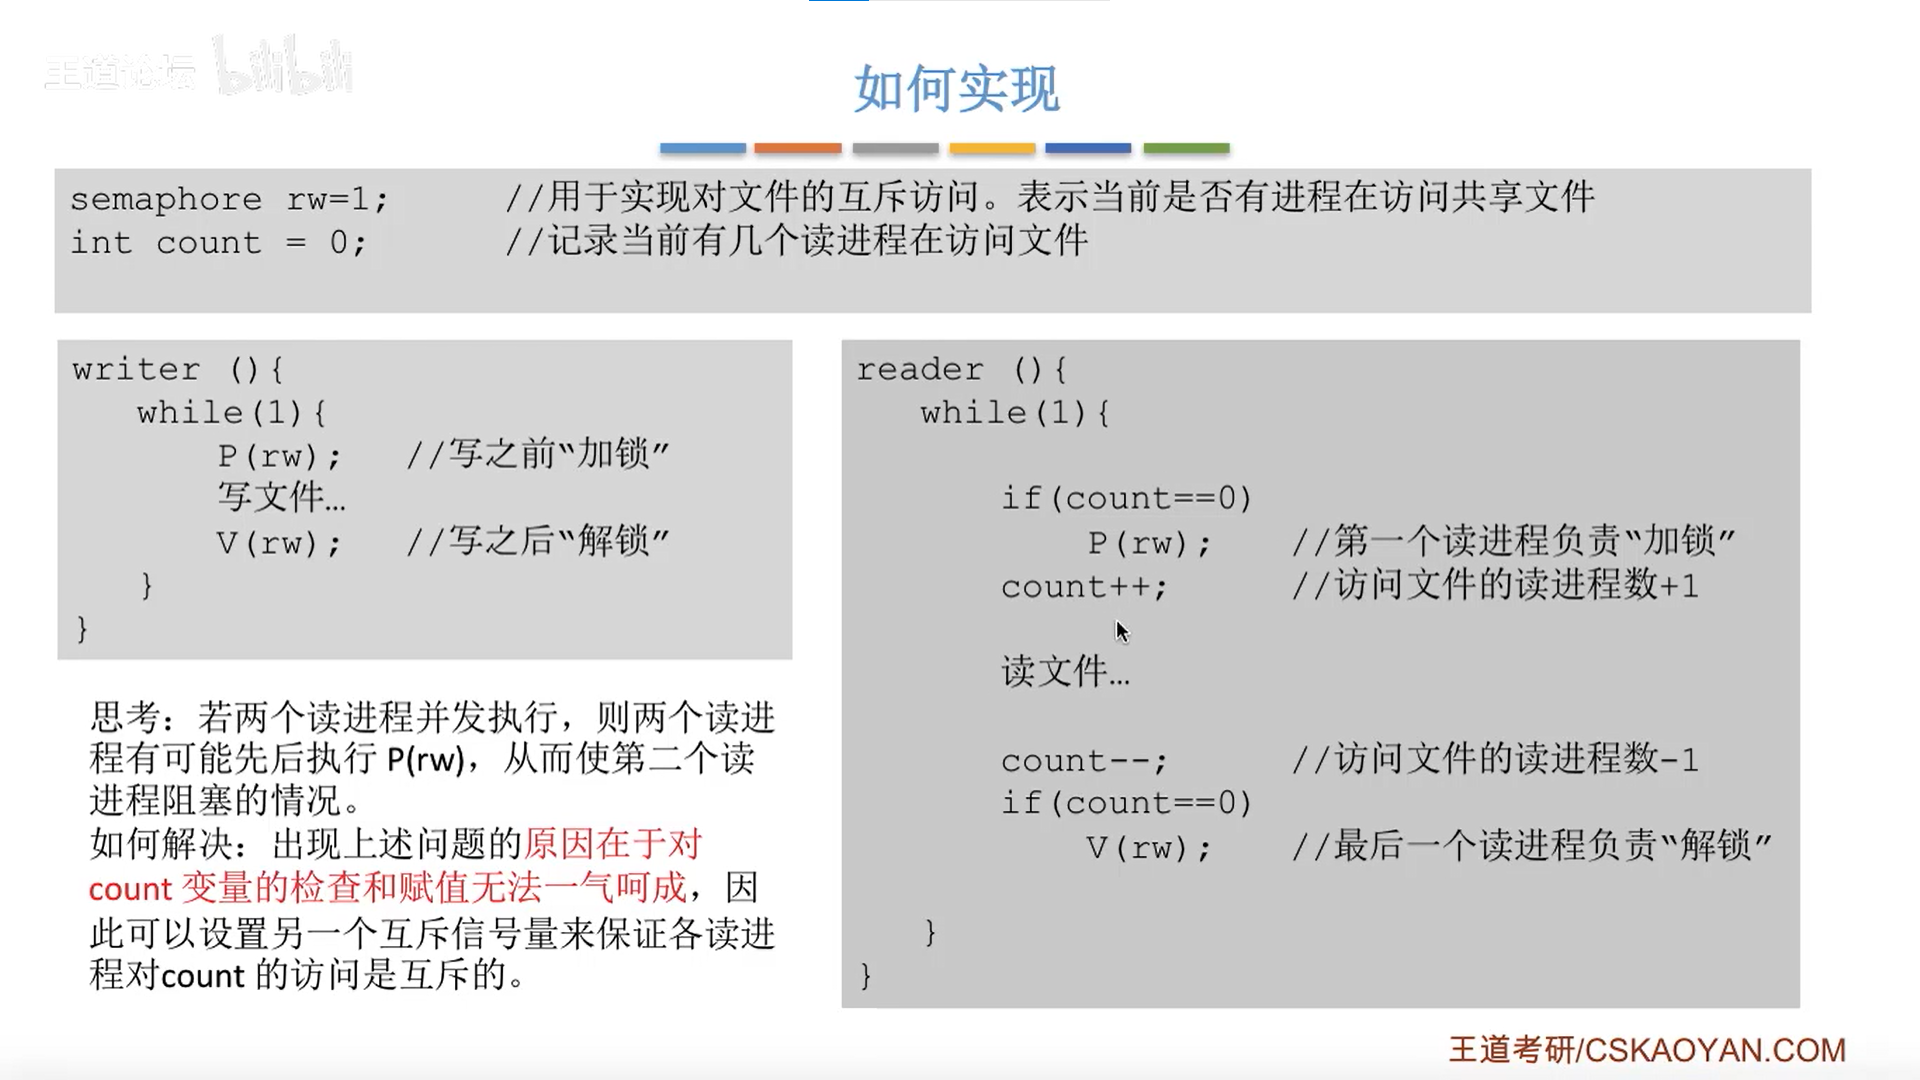 王道论坛 bilibili
如何实现
semaphore rw=1; //用于实现对文件的互斥访问。表示当前是否有进程在访问共享文件
int count = 0; //记录当前有几个读进程在访问文件
writer (){
while(1){
P(rw); //写之前“加锁”
写文件…
V(rw); //写之后“解锁”
}
}
思考：若两个读进程并发执行，则两个读进
程有可能先后执行 P(rw)，从而使第二个读
进程阻塞的情况。
如何解决：出现上述问题的原因在于对
count 变量的检查和赋值无法一气呵成，因
此可以设置另一个互斥信号量来保证各读进
程对count 的访问是互斥的。
reader (){
while(1){
if(count==0)
P(rw); //第一个读进程负责“加锁”
count++; //访问文件的读进程数+1
读文件…
count--; //访问文件的读进程数-1
if(count==0)
V(rw); //最后一个读进程负责“解锁”
}
}
王道考研/CSKAOYAN.COM